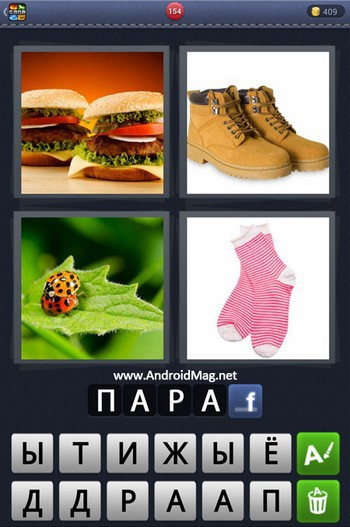 154
409
www.AndroidMag.net
ПАРА f
Ы Т И Ж Ы Ё А
Д Д Р А А П